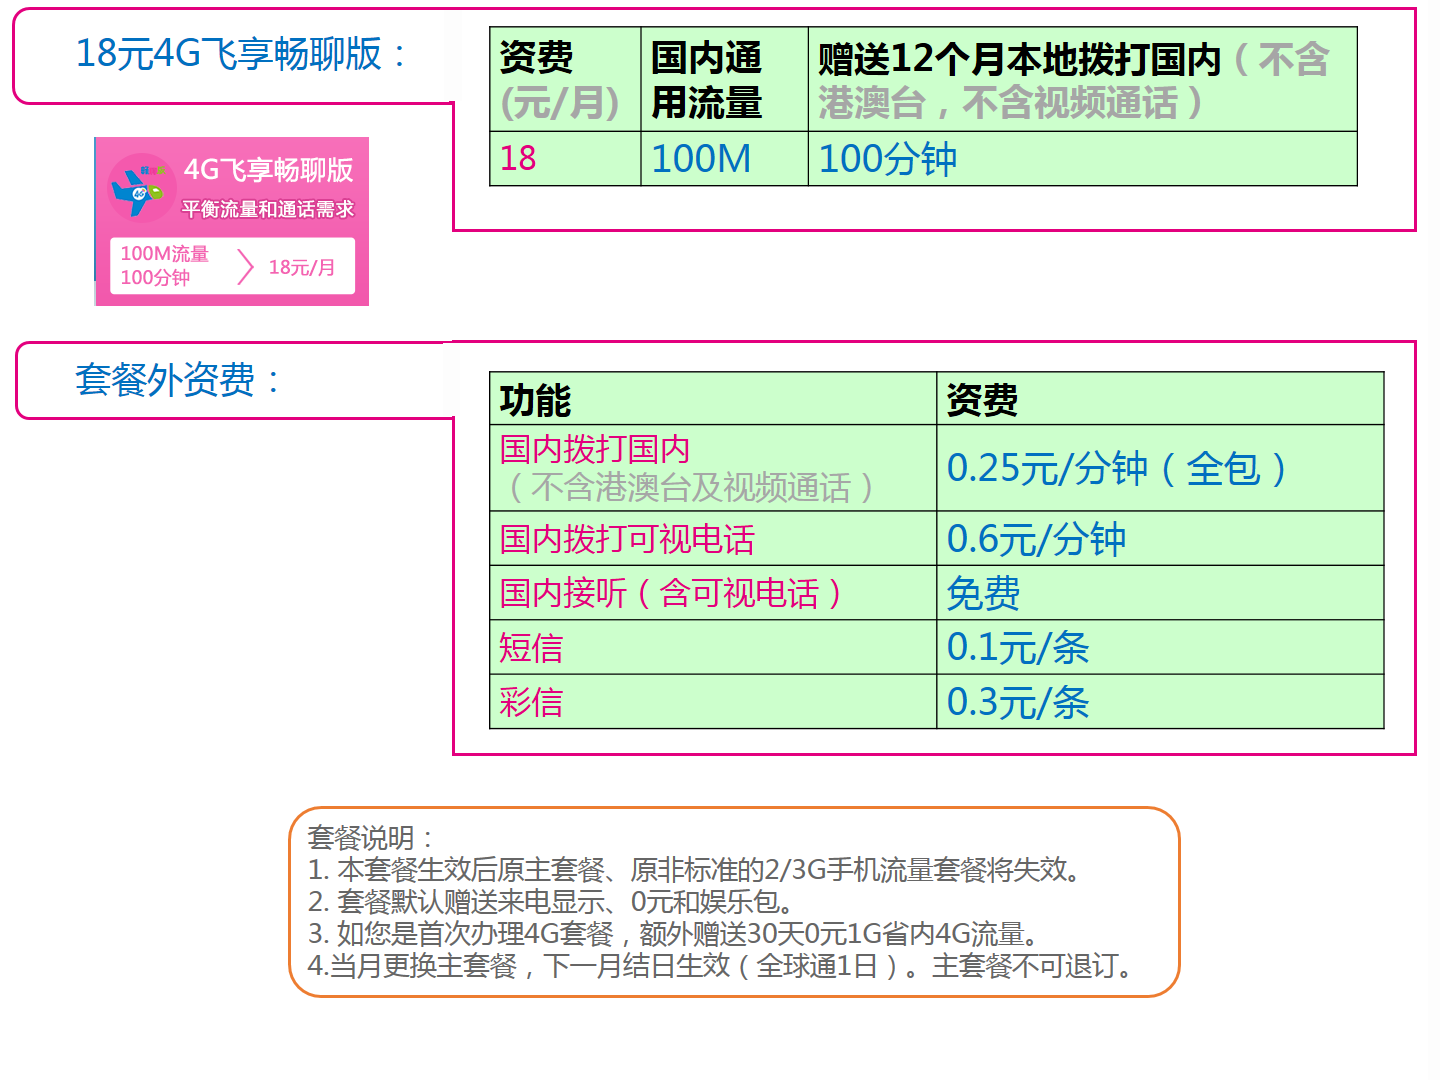 18元4G飞享畅聊版：
资费
(元/月)
国内通
用流量
赠送12个月本地拨打国内（不含
港澳台，不含视频通话）
18
100M
100分钟
4G飞享畅聊版
4G
平衡流量和通话需求
100M流量
100分钟
18元/月
套餐外资费：
功能
资费
国内拨打国内
（不含港澳台及视频通话）
0.25元/分钟（全包）
国内拨打可视电话
0.6元/分钟
国内接听（含可视电话）
免费
短信
0.1元/条
彩信
0.3元/条
套餐说明：
1. 本套餐生效后原主套餐、原非标准的2/3G手机流量套餐将失效。
2. 套餐默认赠送来电显示、0元和娱乐包。
3. 如您是首次办理4G套餐，额外赠送30天0元1G省内4G流量。
4.当月更换主套餐，下一月结日生效（全球通1日）。主套餐不可退订。